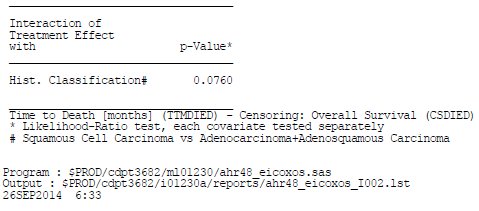 Interaction of
Treatment Effect
with p-Value*
Hist. Classification# 0.0760
Time to Death [months] (TTMDIED) - Censoring: Overall Survival (CSDIED)
* Likelihood-Ratio test, each covariate tested separately
# Squamous Cell Carcinoma vs Adenocarcinoma+Adenosquamous Carcinoma
Program : $PROD/cdpt3682/ml01230/ahr48_eicoxos.sas
Output : $PROD/cdpt3682/i01230a/reports/ahr48_eicoxos_I002.lst
26SEP2014 6:33